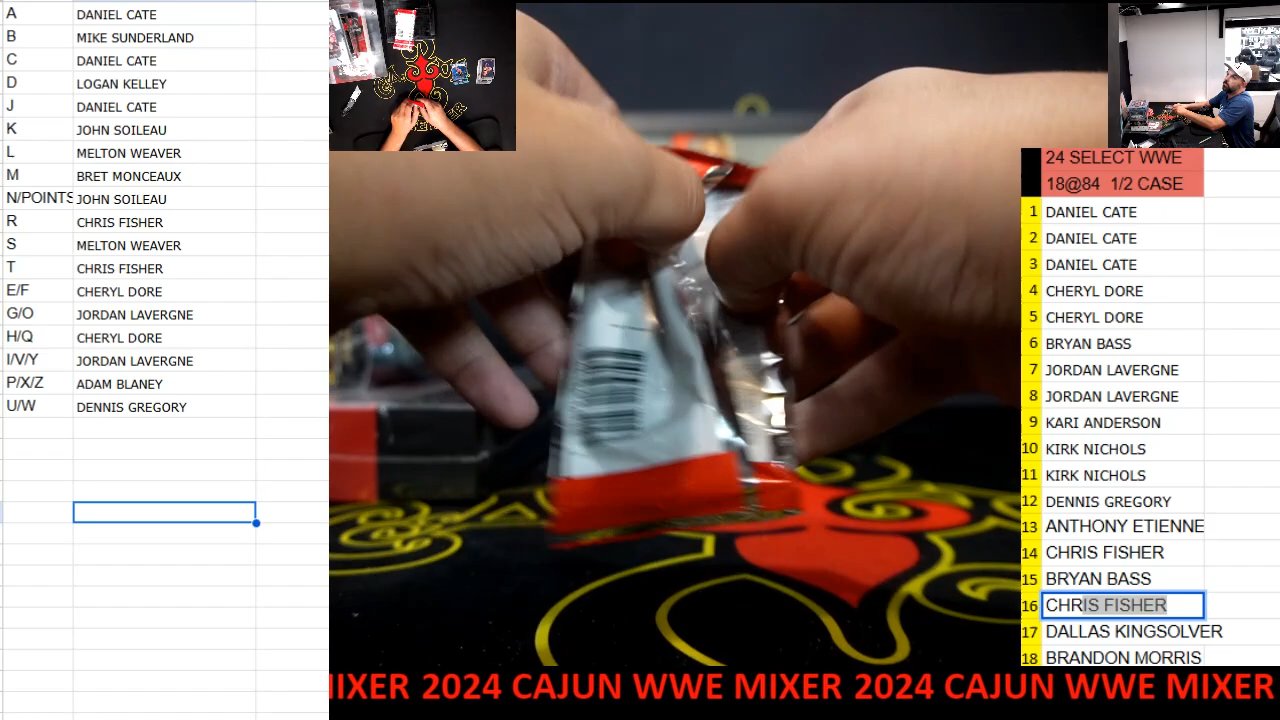 A DANIEL CATE
B MIKE SUNDERLAND
C DANIEL CATE
D LOGAN KELLEY
J DANIEL CATE
K JOHN SOILEAU
L MELTON WEAVER
M BRET MONCEAUX
N/POINTS JOHN SOILEAU
R CHRIS FISHER
S MELTON WEAVER
T CHRIS FISHER
E/F CHERYL DORE
G/O JORDAN LAVERGNE
H/Q CHERYL DORE
I/V/Y JORDAN LAVERGNE
P/X/Z ADAM BLANEY
U/W DENNIS GREGORY
24 SELECT WWE
18@84 1/2 CASE
1 DANIEL CATE
2 DANIEL CATE
3 DANIEL CATE
4 CHERYL DORE
5 CHERYL DORE
6 BRYAN BASS
7 JORDAN LAVERGNE
8 JORDAN LAVERGNE
9 KARI ANDERSON
10 KIRK NICHOLS
11 KIRK NICHOLS
12 DENNIS GREGORY
13 ANTHONY ETIENNE
14 CHRIS FISHER
15 BRYAN BASS
16 CHRIS FISHER
17 DALLAS KINGSOLVER
18 BRANDON MORRIS
MIXER 2024 CAJUN WWE MIXER 2024 CAJUN WWE MIXER